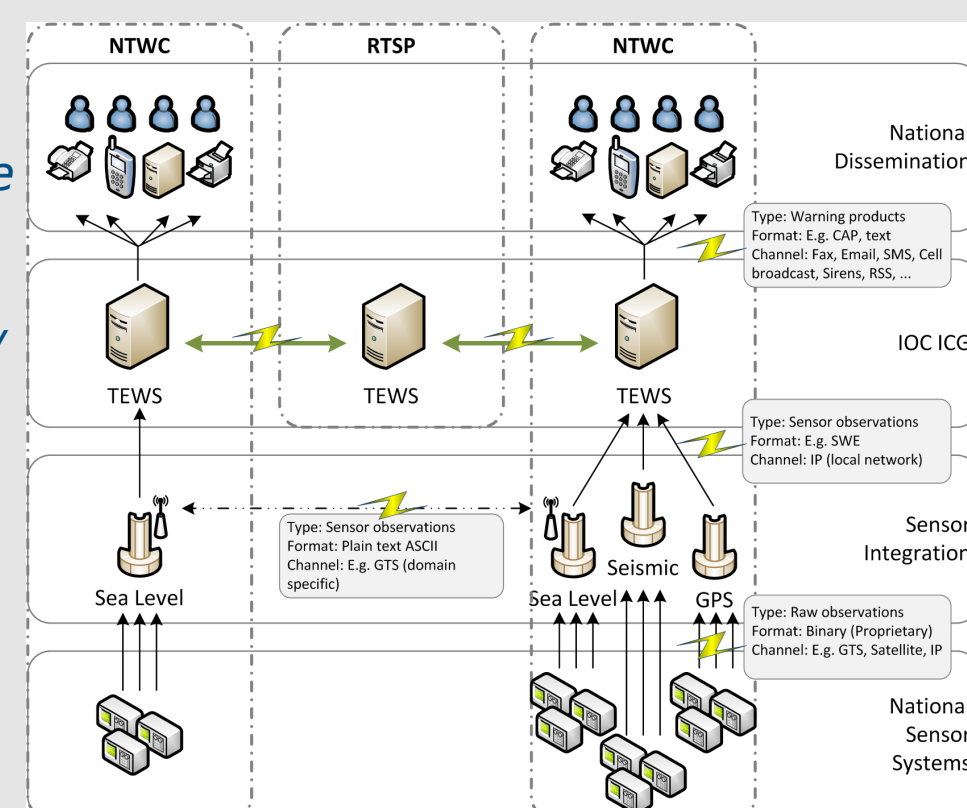 NTWC
RTSP
NTWC
e
y
National
Dissemination
Type: Warning products
Format: E.g. CAP, text
Channel: Fax, Email, SMS, Cell
broadcast, Sirens, RSS, ...
IOC ICG
TEWS
TEWS
TEWS
Type: Sensor observations
Format: E.g. SWE
Channel: IP (local network)
Type: Sensor observations
Format: Plain text ASCII
Channel: E.g. GTS (domain
specific)
Sensor
Integration
Sea Level
Sea Level
Seismic
GPS
Type: Raw observations
Format: Binary (Proprietary)
Channel: E.g. GTS, Satellite, IP
National
Sensor
Systems